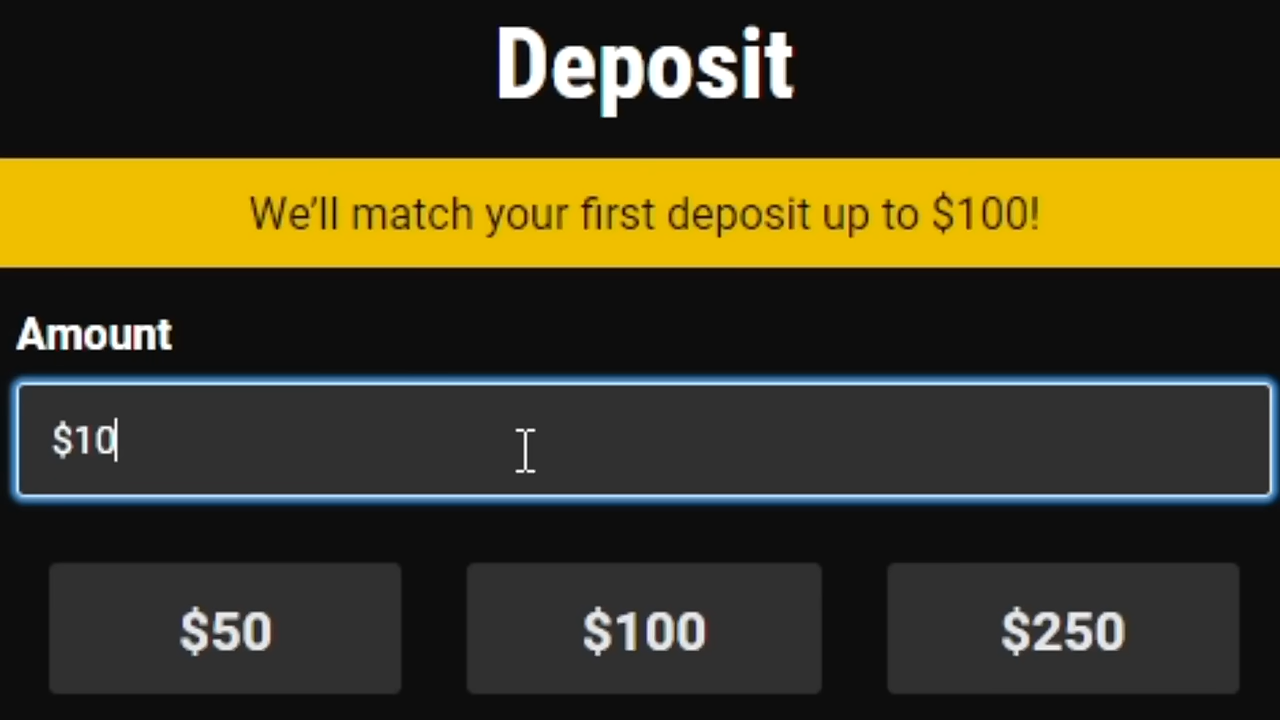 Deposit
We’ll match your first deposit up to $100!
Amount
$10
$50 $100 $250